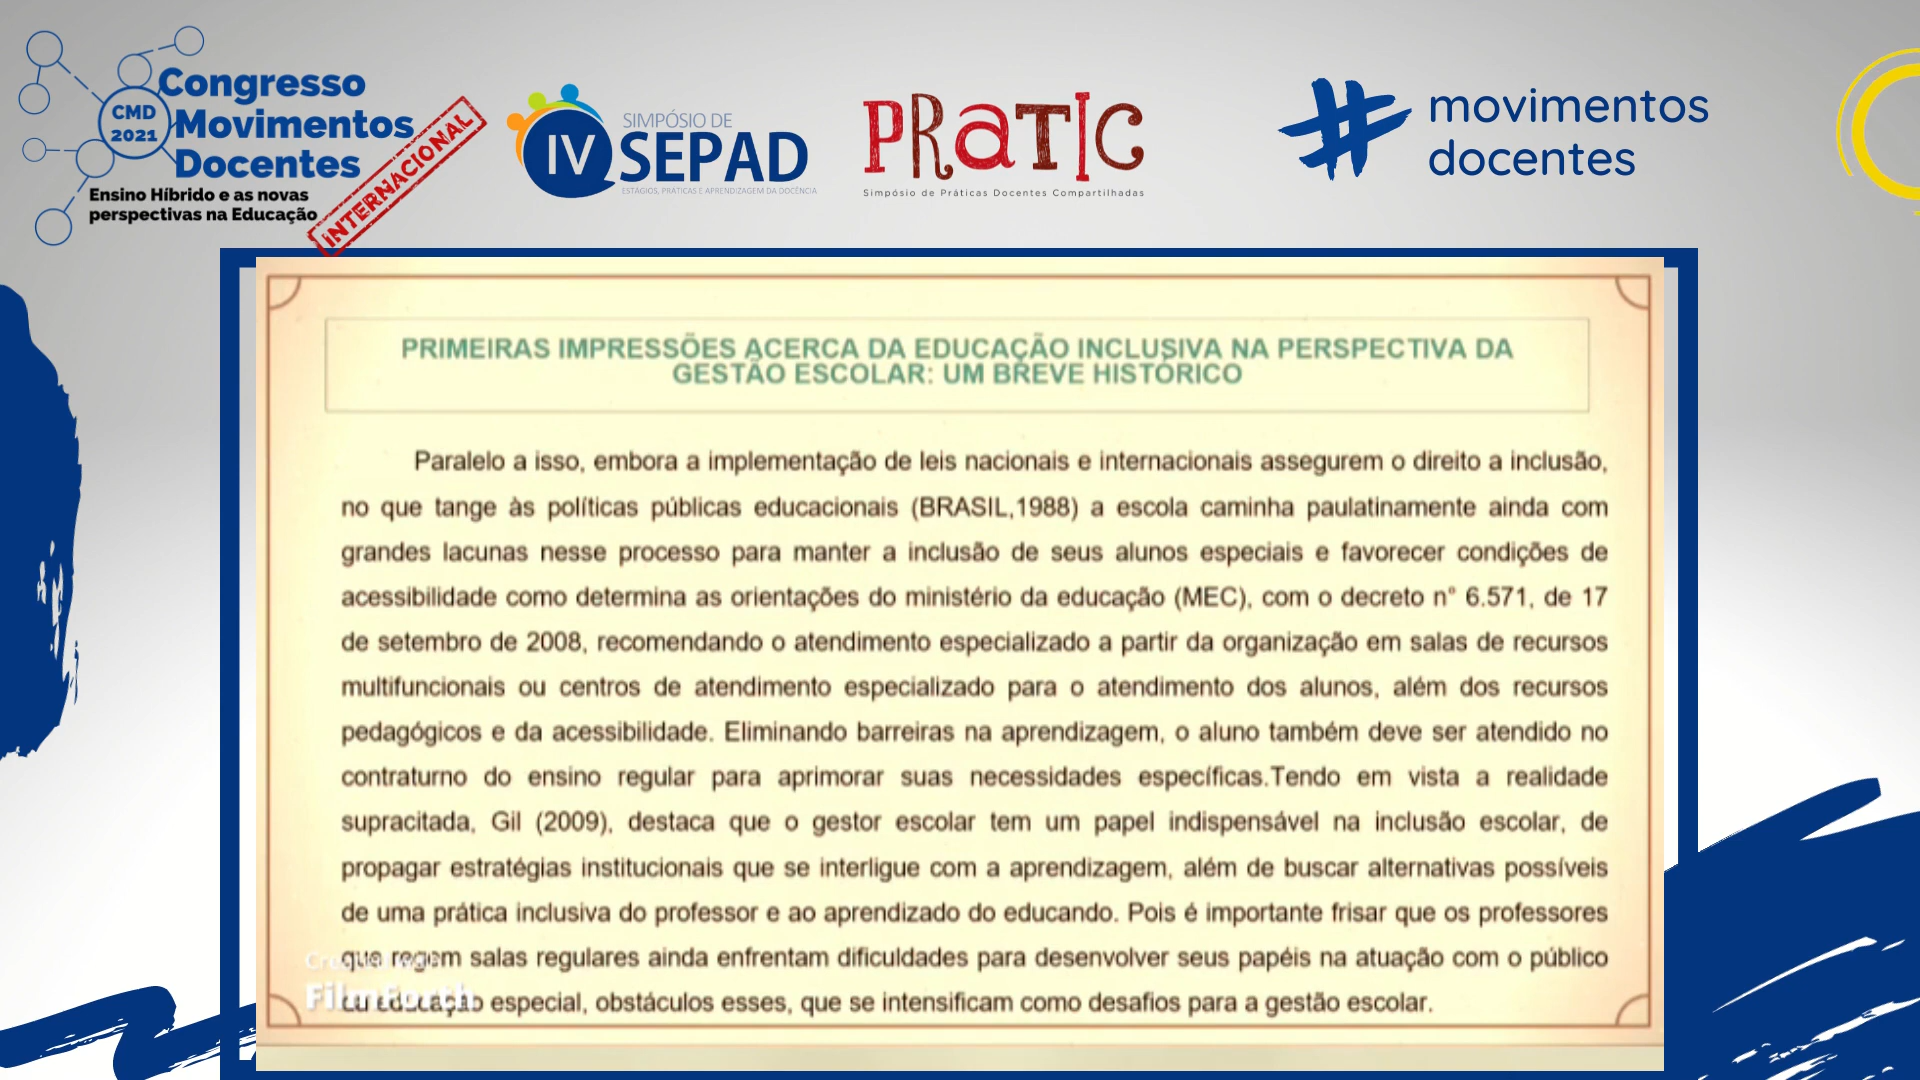 Congresso
Movimentos
Docentes
CMD
2021
Ensino Híbrido e as novas
perspectivas na Educação
INTERNACIONAL
IV
SIMPÓSIO DE
SEPAD
ESTÁGIOS, PRÁTICAS E APRENDIZAGEM DA DOCÊNCIA
PRATIC
Simpósio de Práticas Docentes Compartilhadas
movimentos
docentes
PRIMEIRAS IMPRESSÕES ACERCA DA EDUCAÇÃO INCLUSIVA NA PERSPECTIVA DA
GESTÃO ESCOLAR: UM BREVE HISTÓRICO
Paralelo a isso, embora a implementação de leis nacionais e internacionais assegurem o direito a inclusão,
no que tange às políticas públicas educacionais (BRASIL,1988) a escola caminha paulatinamente ainda com
grandes lacunas nesse processo para manter a inclusão de seus alunos especiais e favorecer condições de
acessibilidade como determina as orientações do ministério da educação (MEC), com o decreto n° 6.571, de 17
de setembro de 2008, recomendando o atendimento especializado a partir da organização em salas de recursos
multifuncionais ou centros de atendimento especializado para o atendimento dos alunos, além dos recursos
pedagógicos e da acessibilidade. Eliminando barreiras na aprendizagem, o aluno também deve ser atendido no
contraturno do ensino regular para aprimorar suas necessidades específicas.Tendo em vista a realidade
supracitada, Gil (2009), destaca que o gestor escolar tem um papel indispensável na inclusão escolar, de
propagar estratégias institucionais que se interligue com a aprendizagem, além de buscar alternativas possíveis
de uma prática inclusiva do professor e ao aprendizado do educando. Pois é importante frisar que os professores
que regem salas regulares ainda enfrentam dificuldades para desenvolver seus papéis na atuação com o público
da educação especial, obstáculos esses, que se intensificam como desafios para a gestão escolar.
FilmForth